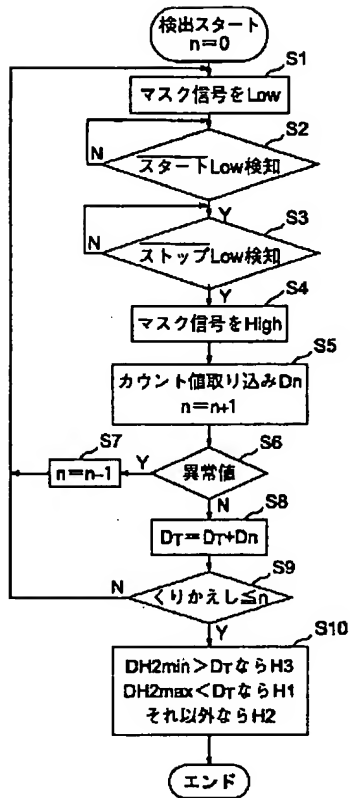 検出スタート
n=0
S1
マスク信号をLow
S2
N
スタートLow検知
Y
S3
N
ストップLow検知
Y
S4
マスク信号をHigh
S5
カウント値取り込みDn
n=n+1
S6
S7
異常値
Y
n=n-1
N
S8
DT=DT+Dn
S9
N
くりかえし≦n
Y
S10
DH2min>DTならH3
DH2max<DTならH1
それ以外ならH2
エンド